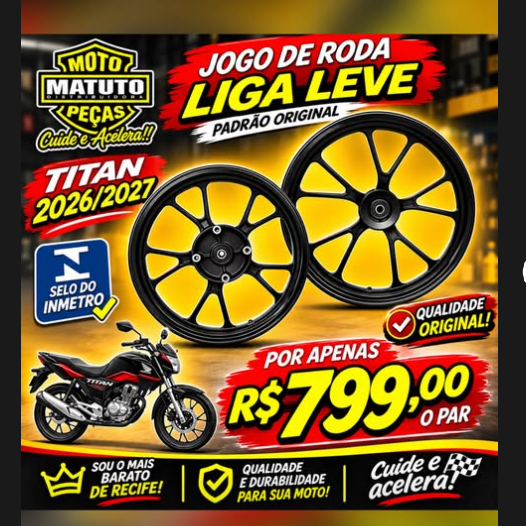 MOTO
MATUTO
DISTRIBUIDORA
PEÇAS
Cuide e Acelera!!
JOGO DE RODA
LIGA LEVE
PADRÃO ORIGINAL
TITAN
2026/2027
SELO DO
INMETRO
QUALIDADE
ORIGINAL!
TITAN
POR APENAS
R$799,00
O PAR
SOU O MAIS
BARATO
DE RECIFE!
QUALIDADE
E DURABILIDADE
PARA SUA MOTO!
Cuide e
acelera!